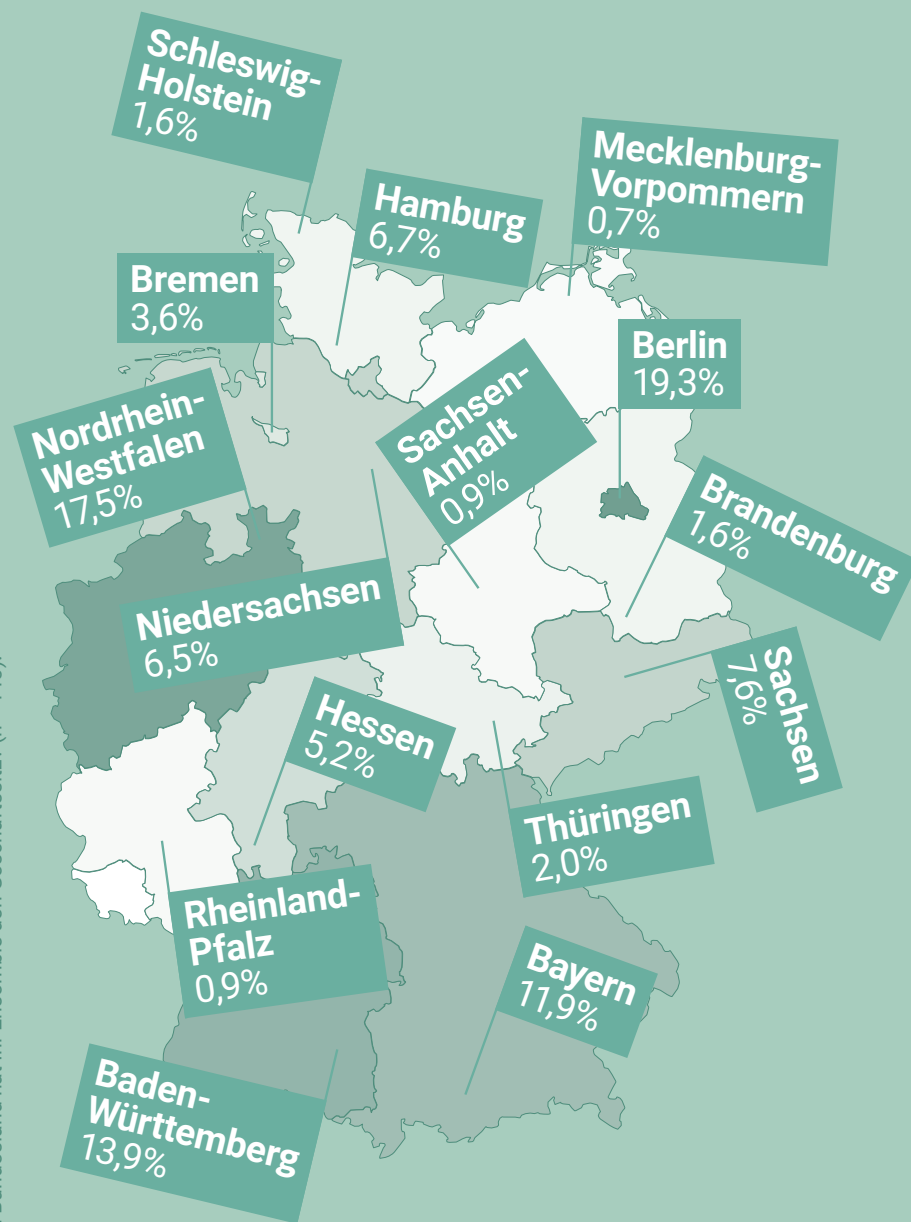 Schleswig-
Holstein
1,6%
Mecklenburg-
Vorpommern
0,7%
Hamburg
6,7%
Bremen
3,6%
Berlin
19,3%
Nordrhein-
Westfalen
17,5%
Sachsen-
Anhalt
0,9%
Brandenburg
1,6%
Niedersachsen
6,5%
Sachsen
7,6%
Hessen
5,2%
Thüringen
2,0%
Rheinland-
Pfalz
0,9%
Bayern
11,9%
Baden-
Württemberg
13,9%